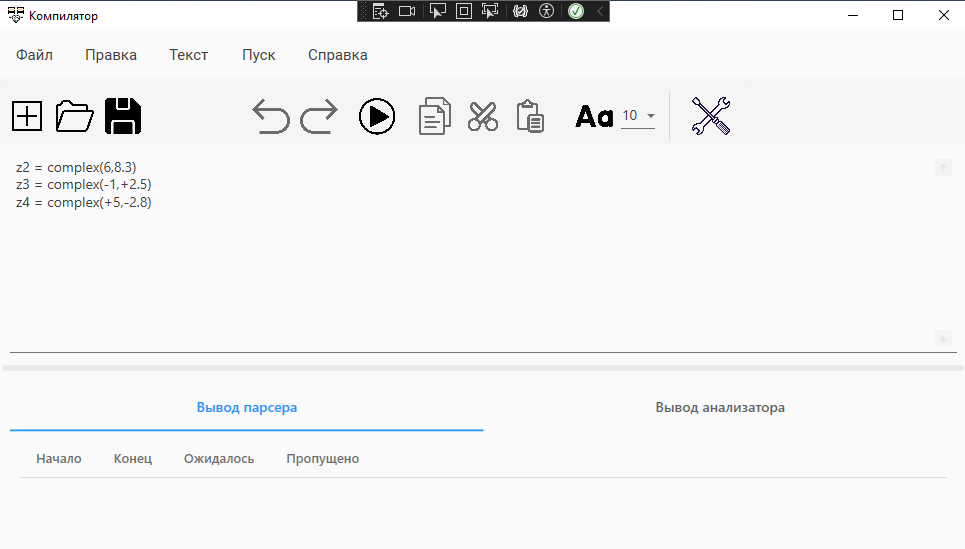 Компилятор
Файл Правка Текст Пуск Справка
Aa 10
z2 = complex(6,8.3)
z3 = complex(-1,+2.5)
z4 = complex(+5,-2.8)
Вывод парсера Вывод анализатора
Начало Конец Ожидалось Пропущено